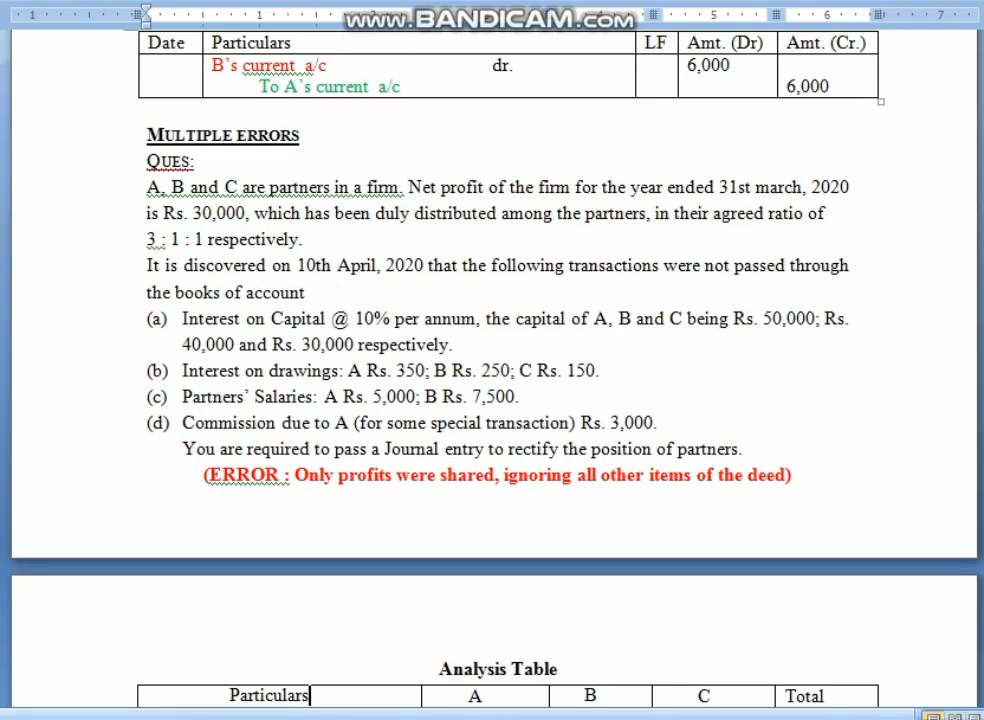 1 1 www.BANDICAM.com 5 6 7
Date Particulars LF Amt. (Dr) Amt. (Cr.)
B's current a/c dr. 6,000
To A's current a/c 6,000
MULTIPLE ERRORS
QUES:
A, B and C are partners in a firm. Net profit of the firm for the year ended 31st march, 2020
is Rs. 30,000, which has been duly distributed among the partners, in their agreed ratio of
3 : 1 : 1 respectively.
It is discovered on 10th April, 2020 that the following transactions were not passed through
the books of account
(a) Interest on Capital @ 10% per annum, the capital of A, B and C being Rs. 50,000; Rs.
40,000 and Rs. 30,000 respectively.
(b) Interest on drawings: A Rs. 350; B Rs. 250; C Rs. 150.
(c) Partners' Salaries: A Rs. 5,000; B Rs. 7,500.
(d) Commission due to A (for some special transaction) Rs. 3,000.
You are required to pass a Journal entry to rectify the position of partners.
(ERROR : Only profits were shared, ignoring all other items of the deed)
Analysis Table
Particulars A B C Total